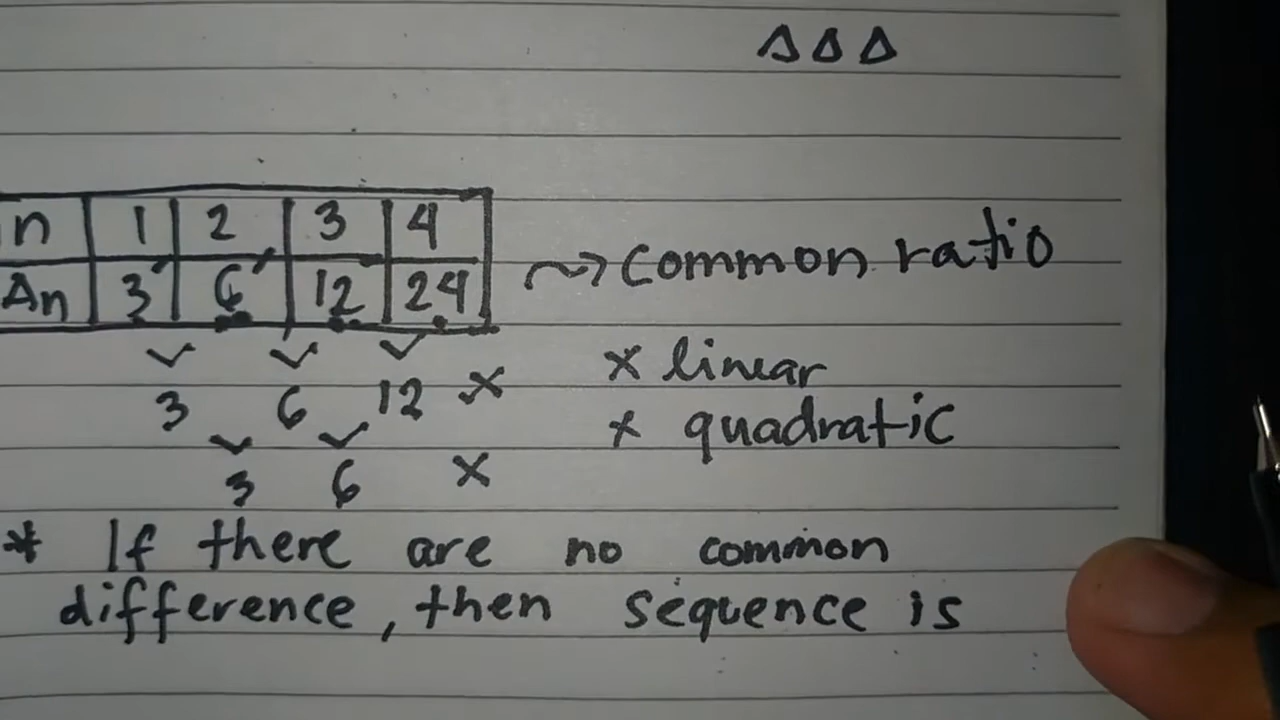 Δ Δ Δ
n 1 2 3 4
An 3 6 12 24 → common ratio
3 6 12 × × linear
× quadratic
3 6 ×
* If there are no common
difference, then sequence is